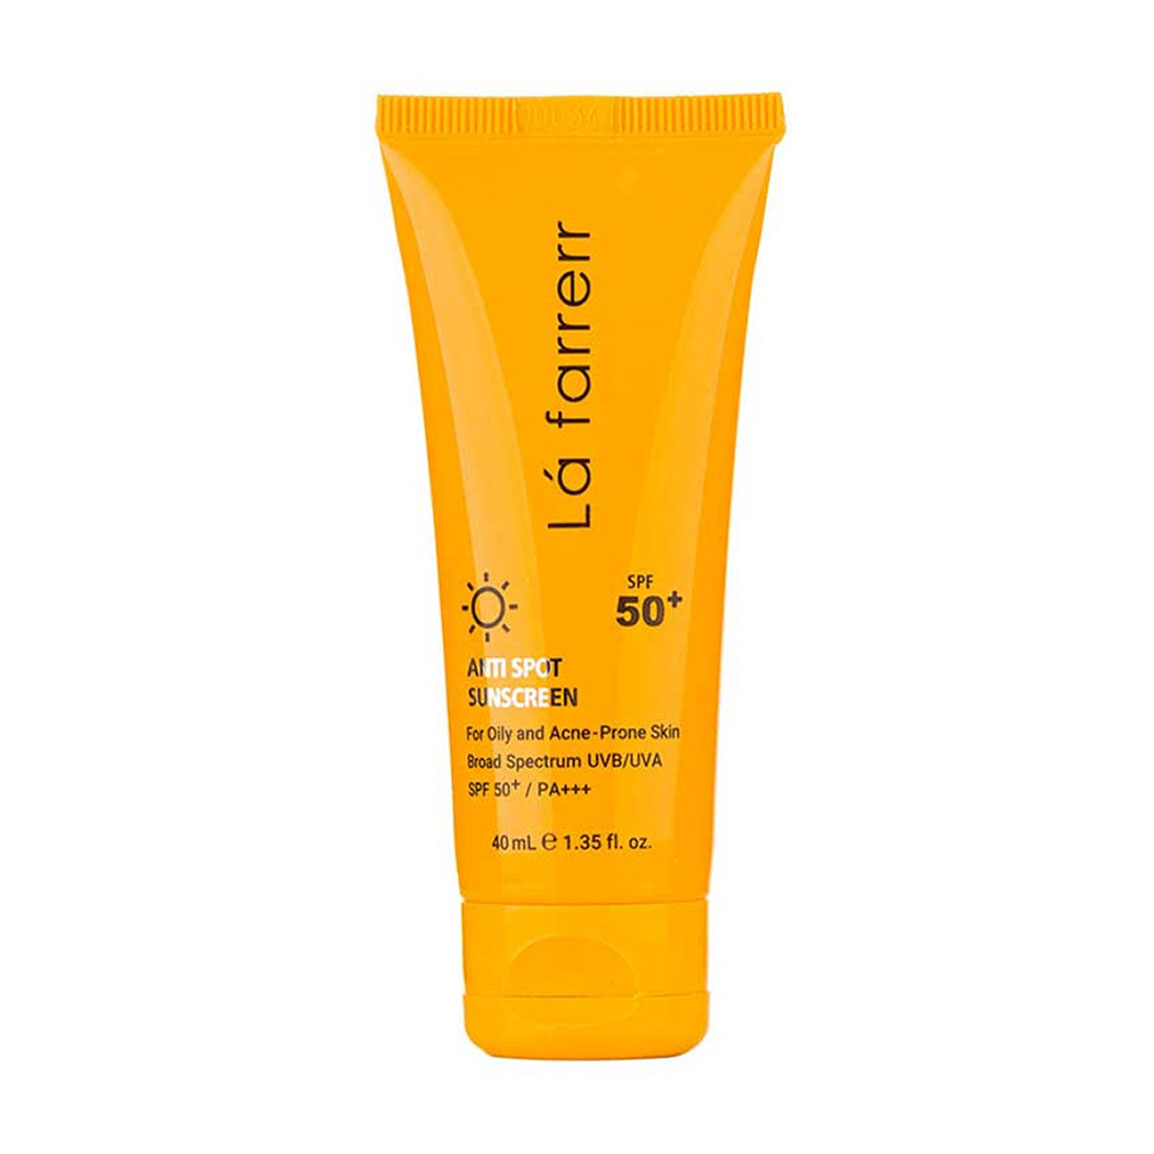 Lá farrerr
SPF
50+
ANTI SPOT
SUNSCREEN
For Oily and Acne-Prone Skin
Broad Spectrum UVB/UVA
SPF 50+ / PA+++
40 mL ℮ 1.35 fl. oz.